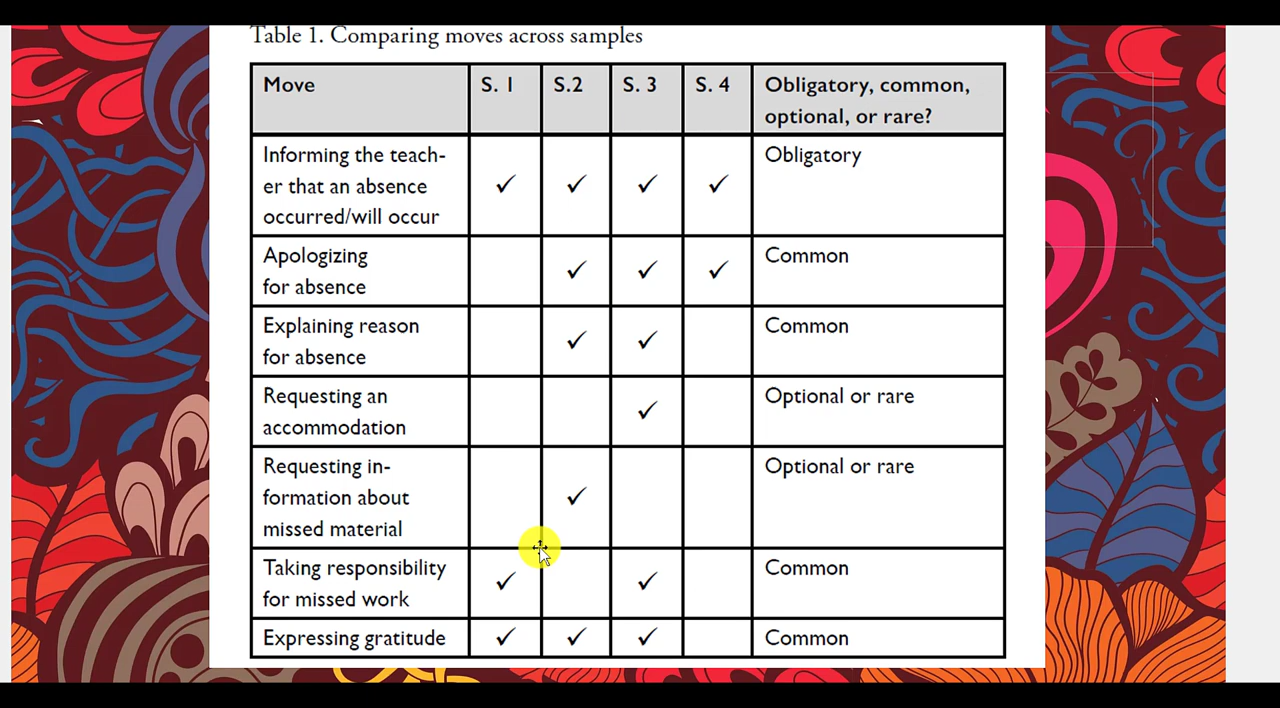 Table 1. Comparing moves across samples
Move S. 1 S.2 S. 3 S. 4 Obligatory, common,
optional, or rare?
Informing the teach-
er that an absence
occurred/will occur
✓ ✓ ✓ ✓
Obligatory
Apologizing
for absence
✓ ✓ ✓
Common
Explaining reason
for absence
✓ ✓
Common
Requesting an
accommodation
✓
Optional or rare
Requesting in-
formation about
missed material
✓
Optional or rare
Taking responsibility
for missed work
✓ ✓
Common
Expressing gratitude ✓ ✓ ✓ Common